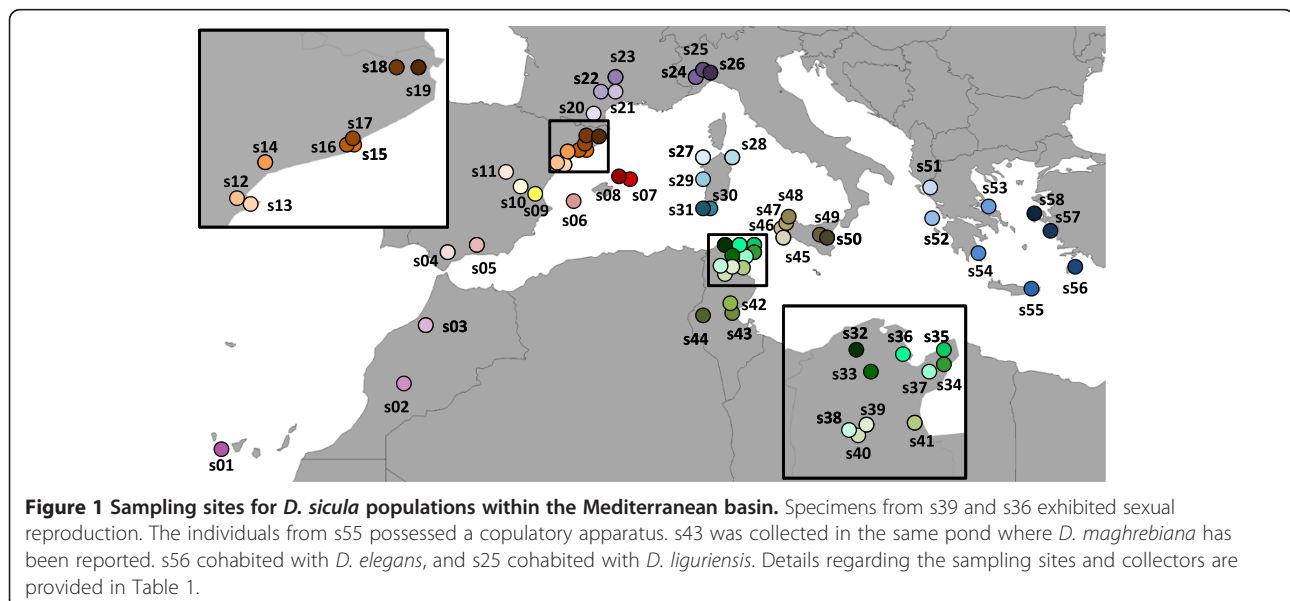 s25
s23
s24
s26
s22
s18
s19
s20
s21
s17
s14
s16
s15
s27
s28
s11
s51
s12
s29
s53
s13
s30
s48
s58
s10
s08
s07
s47
s49
s57
s09
s31
s06
s46
s50
s52
s04
s05
s45
s54
s56
s55
s42
s03
s44
s43
s32
s36
s35
s33
s37
s34
s02
s39
s38
s41
s40
s01
Figure 1 Sampling sites for D. sicula populations within the Mediterranean basin. Specimens from s39 and s36 exhibited sexual
reproduction. The individuals from s55 possessed a copulatory apparatus. s43 was collected in the same pond where D. maghrebiana has
been reported. s56 cohabited with D. elegans, and s25 cohabited with D. liguriensis. Details regarding the sampling sites and collectors are
provided in Table 1.